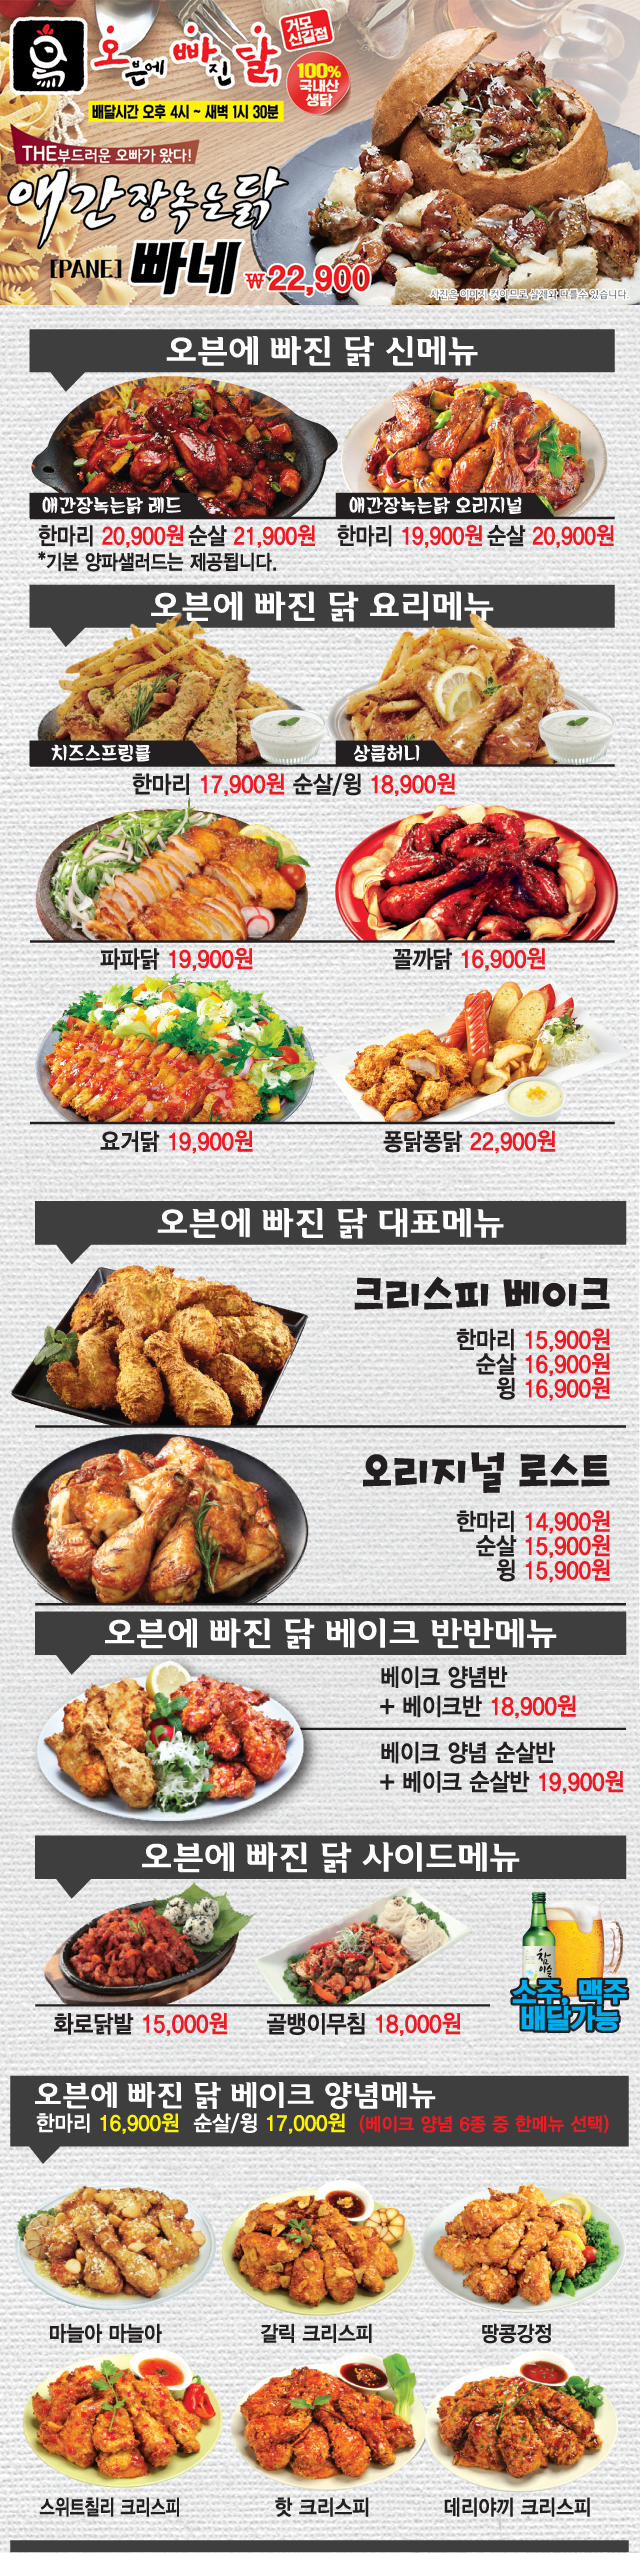 오븐에 빠진 닭
거모
선길점
100%
국내산
생닭
배달시간 오후 4시 ~ 새벽 1시 30분
THE부드러운 오빠가 왔다!
애간장녹는닭
[PANE] 빠네 ₩22,900
사진은 이미지 컷이므로 실제와 다를수 있습니다.
오븐에 빠진 닭 신메뉴
애간장녹는닭 레드
애간장녹는닭 오리지널
한마리 20,900원 순살 21,900원
한마리 19,900원 순살 20,900원
*기본 양파샐러드는 제공됩니다.
오븐에 빠진 닭 요리메뉴
치즈스프링클
상큼허니
한마리 17,900원 순살/윙 18,900원
파파닭 19,900원
꼴까닭 16,900원
요거닭 19,900원
퐁닭퐁닭 22,900원
오븐에 빠진 닭 대표메뉴
크리스피 베이크
한마리 15,900원
순살 16,900원
윙 16,900원
오리지널 로스트
한마리 14,900원
순살 15,900원
윙 15,900원
오븐에 빠진 닭 베이크 반반메뉴
베이크 양념반
+ 베이크반 18,900원
베이크 양념 순살반
+ 베이크 순살반 19,900원
오븐에 빠진 닭 사이드메뉴
참이슬
소주, 맥주
배달가능
화로닭발 15,000원
골뱅이무침 18,000원
오븐에 빠진 닭 베이크 양념메뉴
한마리 16,900원 순살/윙 17,000원 (베이크 양념 6종 중 한메뉴 선택)
마늘아 마늘아
갈릭 크리스피
땅콩강정
스위트칠리 크리스피
핫 크리스피
데리야끼 크리스피